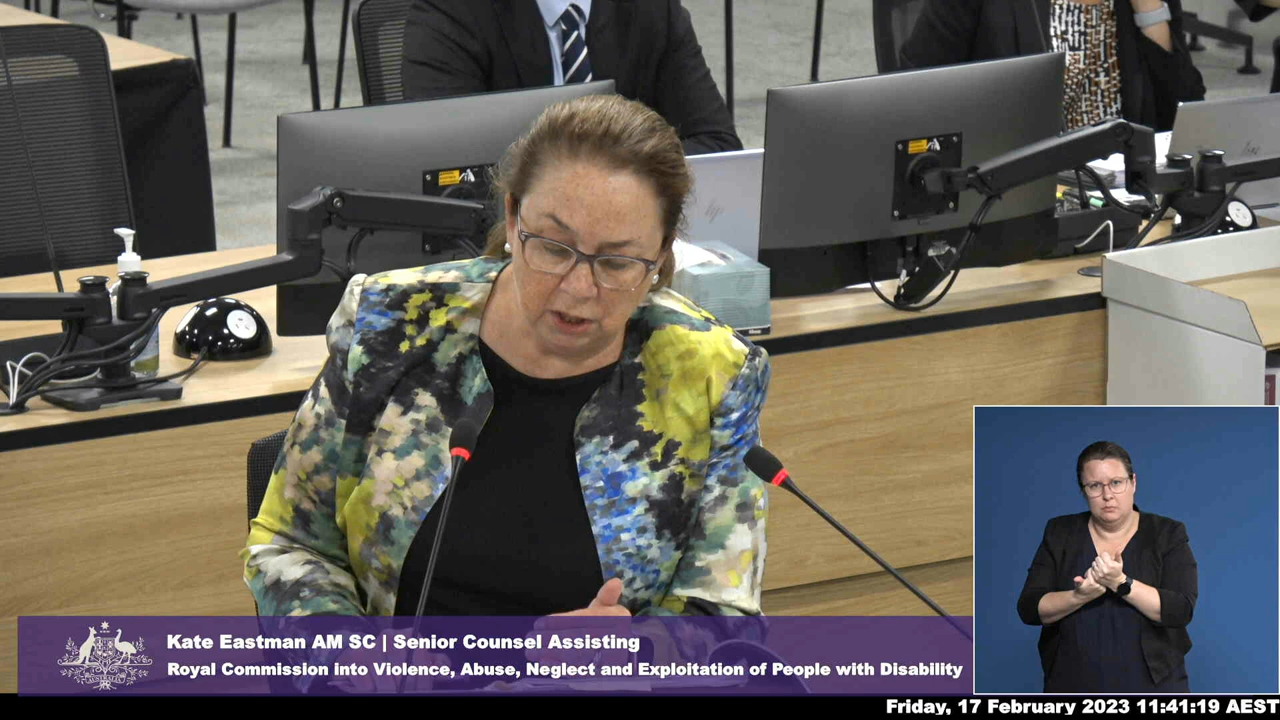 Kate Eastman AM SC | Senior Counsel Assisting
Royal Commission into Violence, Abuse, Neglect and Exploitation of People with Disability
Friday, 17 February 2023 11:41:19 AEST